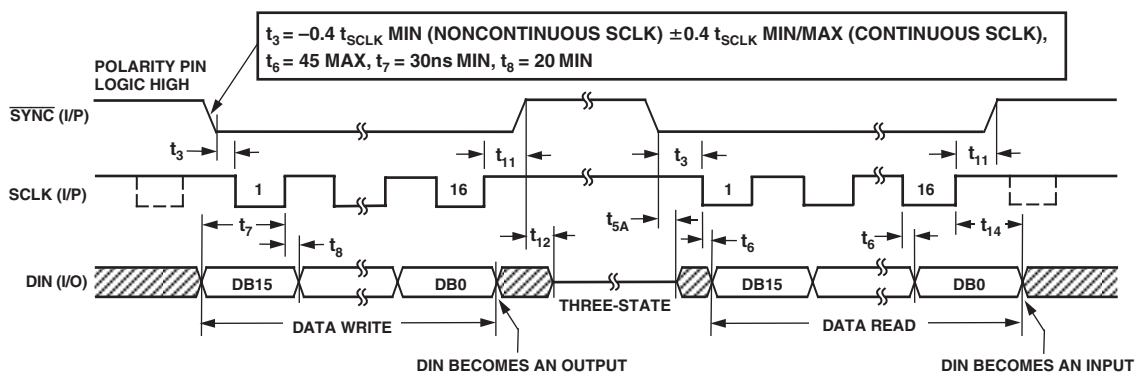 t3 = –0.4 tSCLK MIN (NONCONTINUOUS SCLK) ±0.4 tSCLK MIN/MAX (CONTINUOUS SCLK),
t6 = 45 MAX, t7 = 30ns MIN, t8 = 20 MIN
POLARITY PIN
LOGIC HIGH
SYNC (I/P)
t3
t11
t3
t11
SCLK (I/P)
1
16
1
16
t7
t8
t12
t5A
t6
t6
t14
DIN (I/O)
DB15
DB0
THREE-STATE
DB15
DB0
DATA WRITE
DATA READ
DIN BECOMES AN OUTPUT
DIN BECOMES AN INPUT